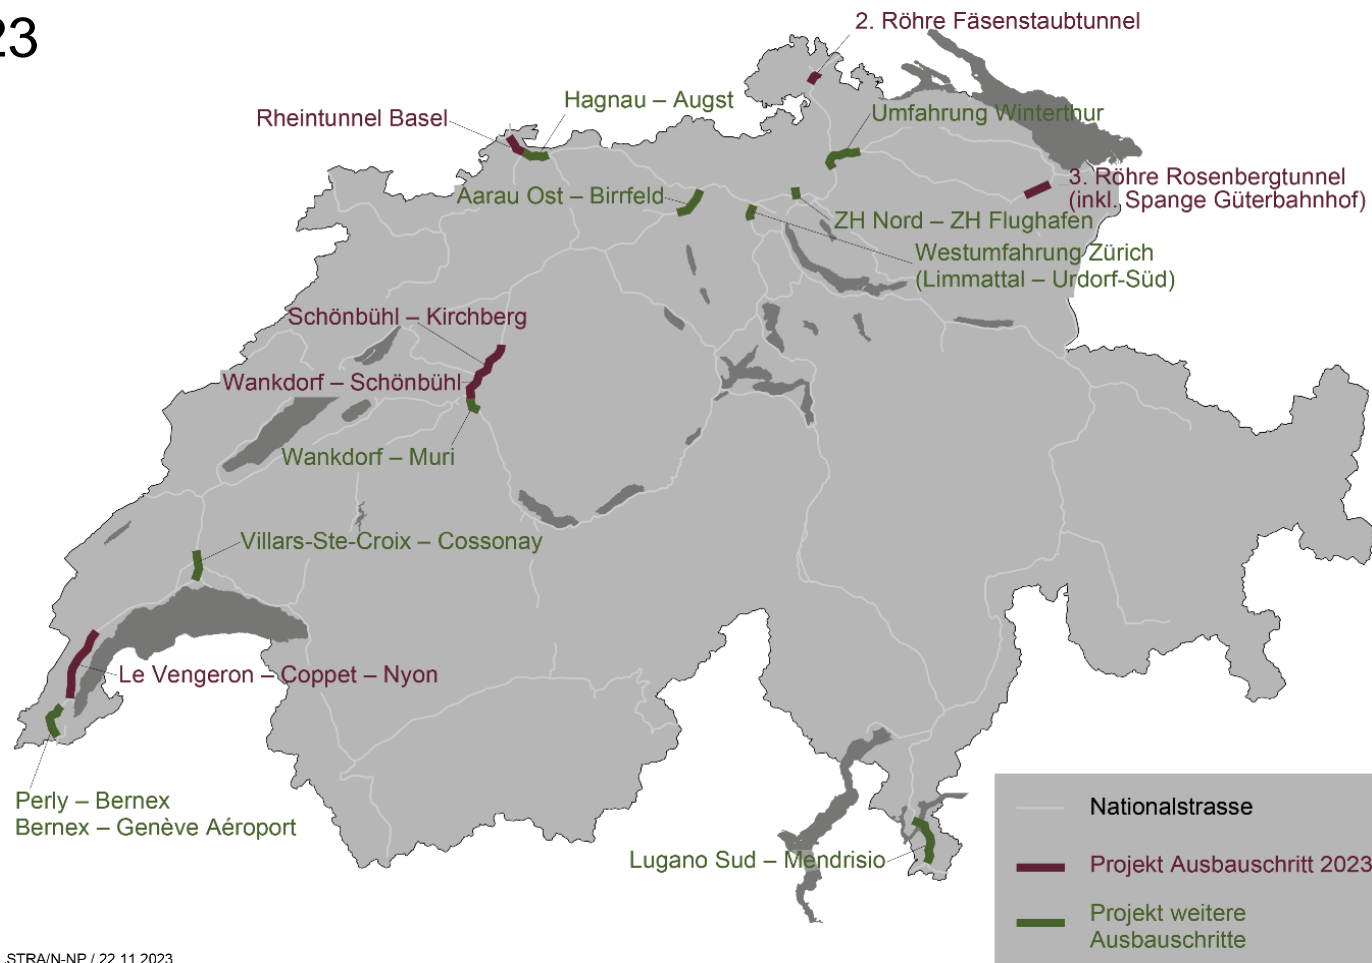 23
2. Röhre Fäsenstaubtunnel
Hagnau – Augst
Rheintunnel Basel
Umfahrung Winterthur
3. Röhre Rosenbergtunnel
(inkl. Spange Güterbahnhof)
Aarau Ost – Birrfeld
ZH Nord – ZH Flughafen
Westumfahrung Zürich
(Limmattal – Urdorf-Süd)
Schönbühl – Kirchberg
Wankdorf – Schönbühl
Wankdorf – Muri
Villars-Ste-Croix – Cossonay
Le Vengeron – Coppet – Nyon
Perly – Bernex
Bernex – Genève Aéroport
Lugano Sud – Mendrisio
Nationalstrasse
Projekt Ausbauschritt 2023
Projekt weitere
Ausbauschritte
STRA/N-NP / 22.11.2023